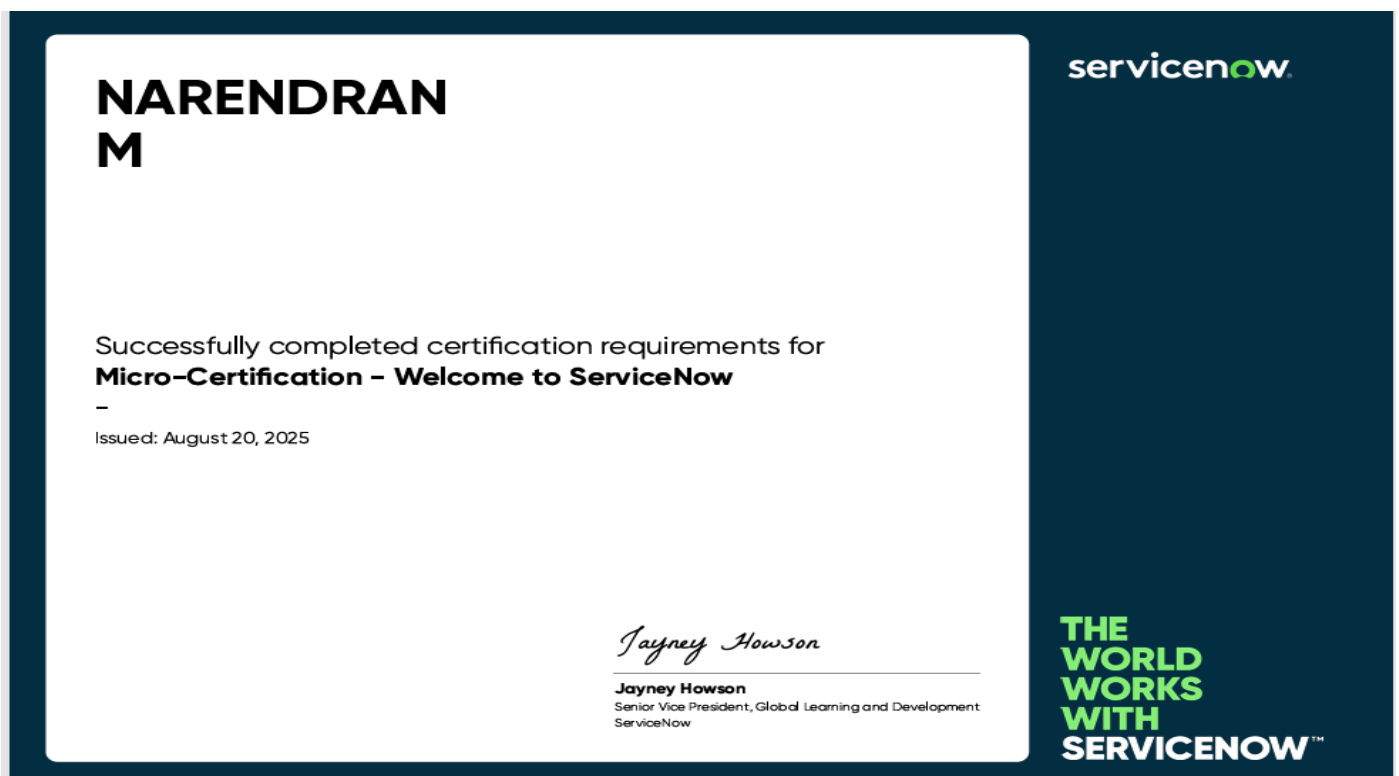 NARENDRAN
M
Successfully completed certification requirements for
Micro-Certification - Welcome to ServiceNow
-
Issued: August 20, 2025
Jayney Howson
Jayney Howson
Senior Vice President, Global Learning and Development
ServiceNow
servicenow.
THE
WORLD
WORKS
WITH
SERVICENOW™